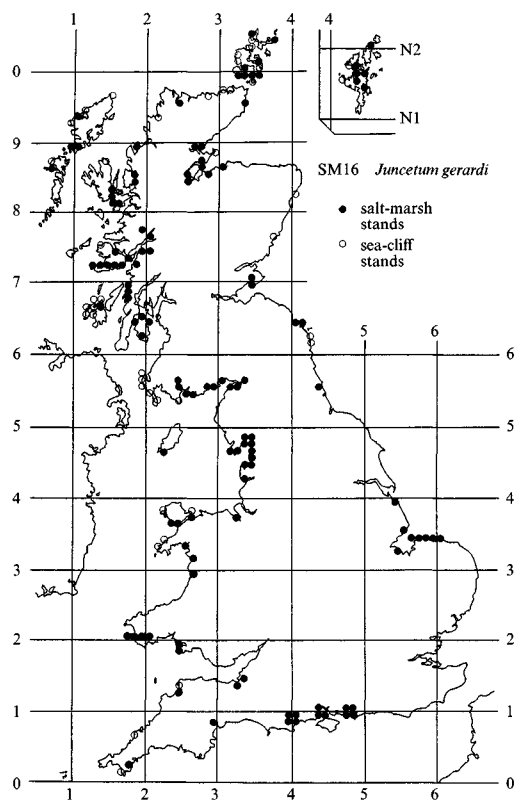 1 2 3 4 4
N2
0
N1
9
SM16 Juncetum gerardi
● salt-marsh
stands
8
○ sea-cliff
stands
7
5 6
6 6
5 5
4 4
3 3
2 2
1 1
0 0
1 2 3 4 5 6